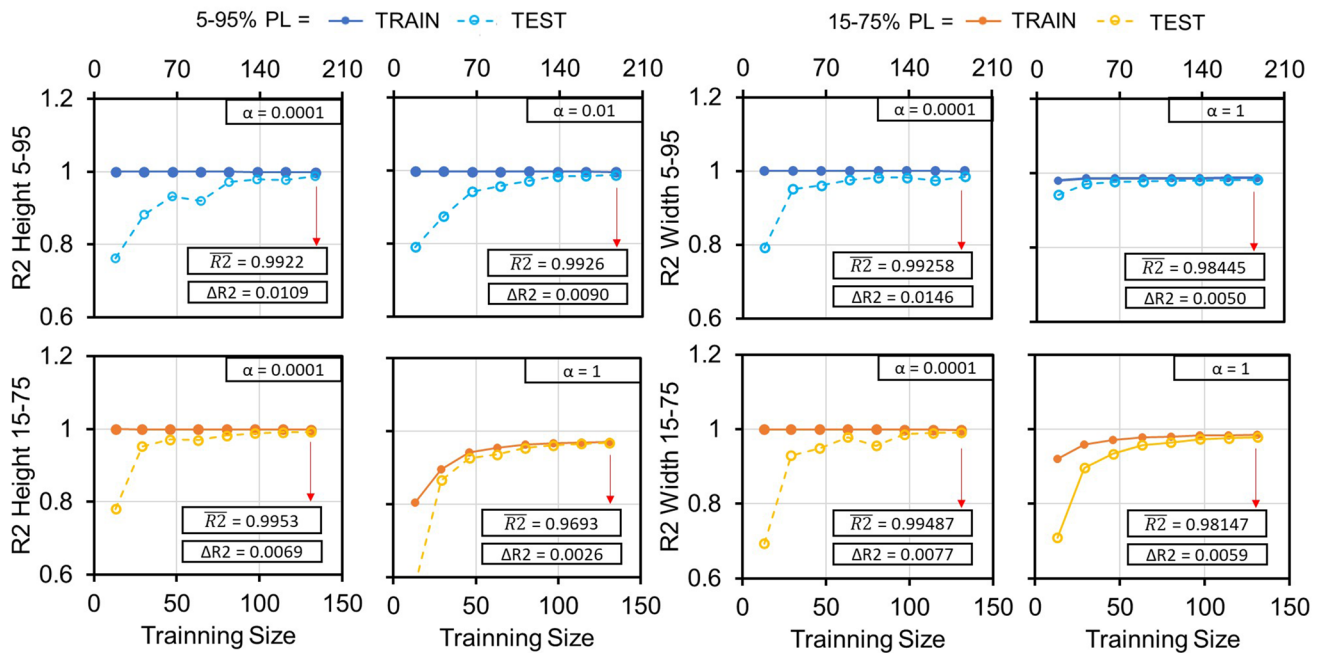 5-95% PL = TRAIN TEST 15-75% PL = TRAIN TEST
0 70 140 210 0 70 140 210 0 70 140 210 0 70 140 210
R2 Height 5-95
1.2
1
0.8
0.6
α = 0.0001
R2 = 0.9922
ΔR2 = 0.0109
α = 0.01
R2 = 0.9926
ΔR2 = 0.0090
R2 Width 5-95
1.2
1
0.8
0.6
α = 0.0001
R2 = 0.99258
ΔR2 = 0.0146
α = 1
R2 = 0.98445
ΔR2 = 0.0050
R2 Height 15-75
1.2
1
0.8
0.6
α = 0.0001
R2 = 0.9953
ΔR2 = 0.0069
α = 1
R2 = 0.9693
ΔR2 = 0.0026
R2 Width 15-75
1.2
1
0.8
0.6
α = 0.0001
R2 = 0.99487
ΔR2 = 0.0077
α = 1
R2 = 0.98147
ΔR2 = 0.0059
0 50 100 150 0 50 100 150 0 50 100 150 0 50 100 150
Trainning Size Trainning Size Trainning Size Trainning Size